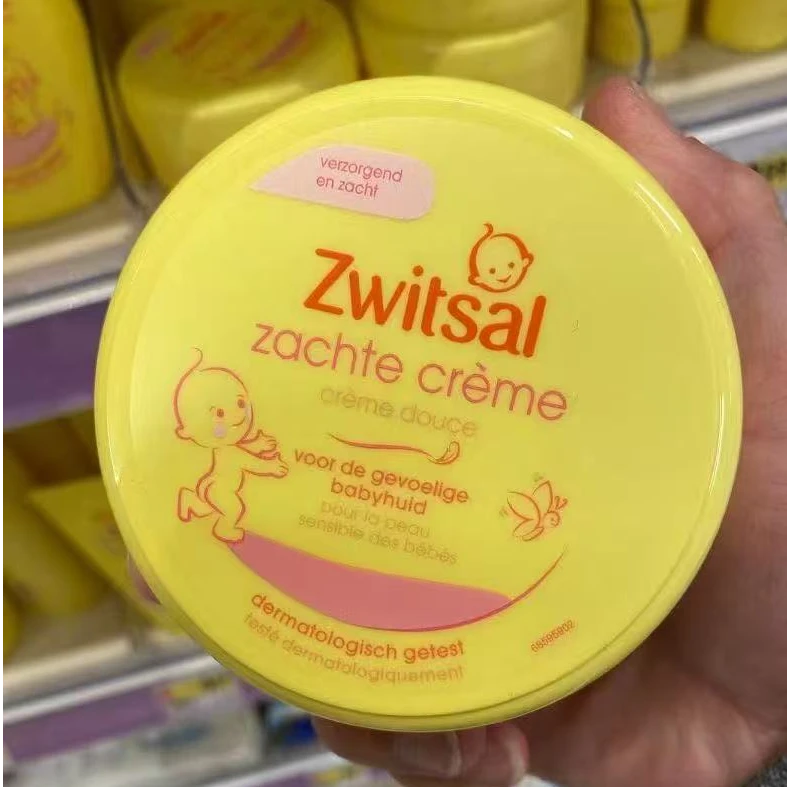 verzorgend
en zacht
Zwitsal
zachte crème
crème douce
voor de gevoelige
babyhuid
pour la peau
sensible des bébés
dermatologisch getest
testé dermatologiquement
68595902